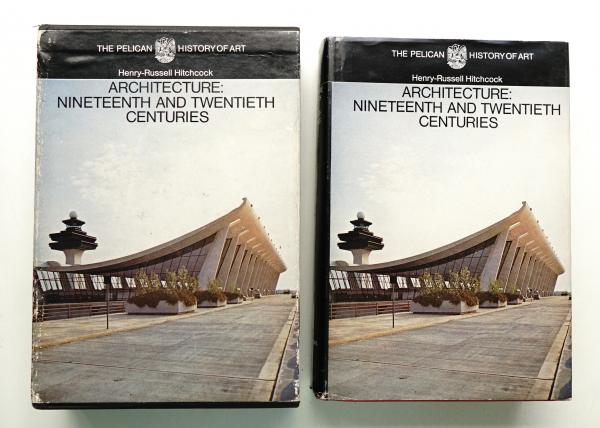 THE PELICAN HISTORY OF ART
Henry-Russell Hitchcock
ARCHITECTURE:
NINETEENTH AND TWENTIETH
CENTURIES
THE PELICAN HISTORY OF ART
Henry-Russell Hitchcock
ARCHITECTURE:
NINETEENTH AND TWENTIETH
CENTURIES